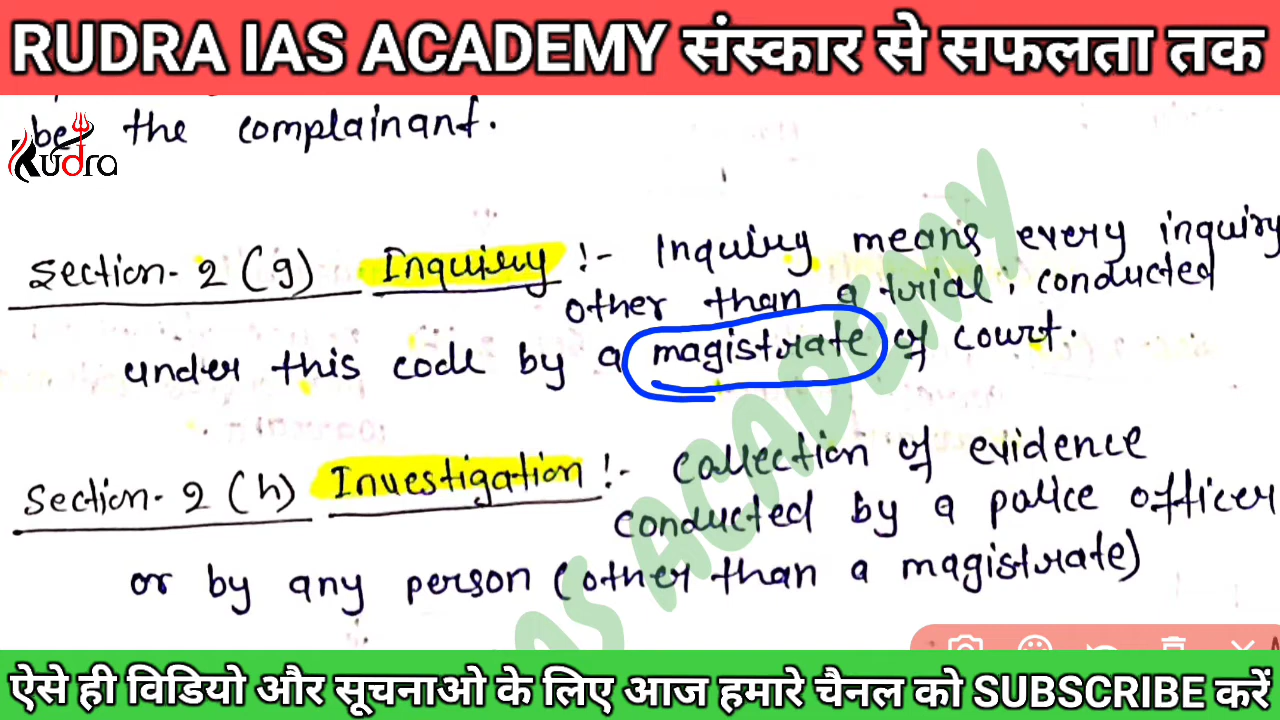 RUDRA IAS ACADEMY संस्कार से सफलता तक
be the complainant.
Rudra
Section- 2 (g) Inquiry :- Inquiry means every inquiry
other than a trial, conducted
under this code by a magistrate of court.
Section- 2 (h) Investigation :- Collection of evidence
conducted by a police officer
or by any person (other than a magistrate)
IAS ACADEMY
ऐसे ही विडियो और सूचनाओ के लिए आज हमारे चैनल को SUBSCRIBE करें